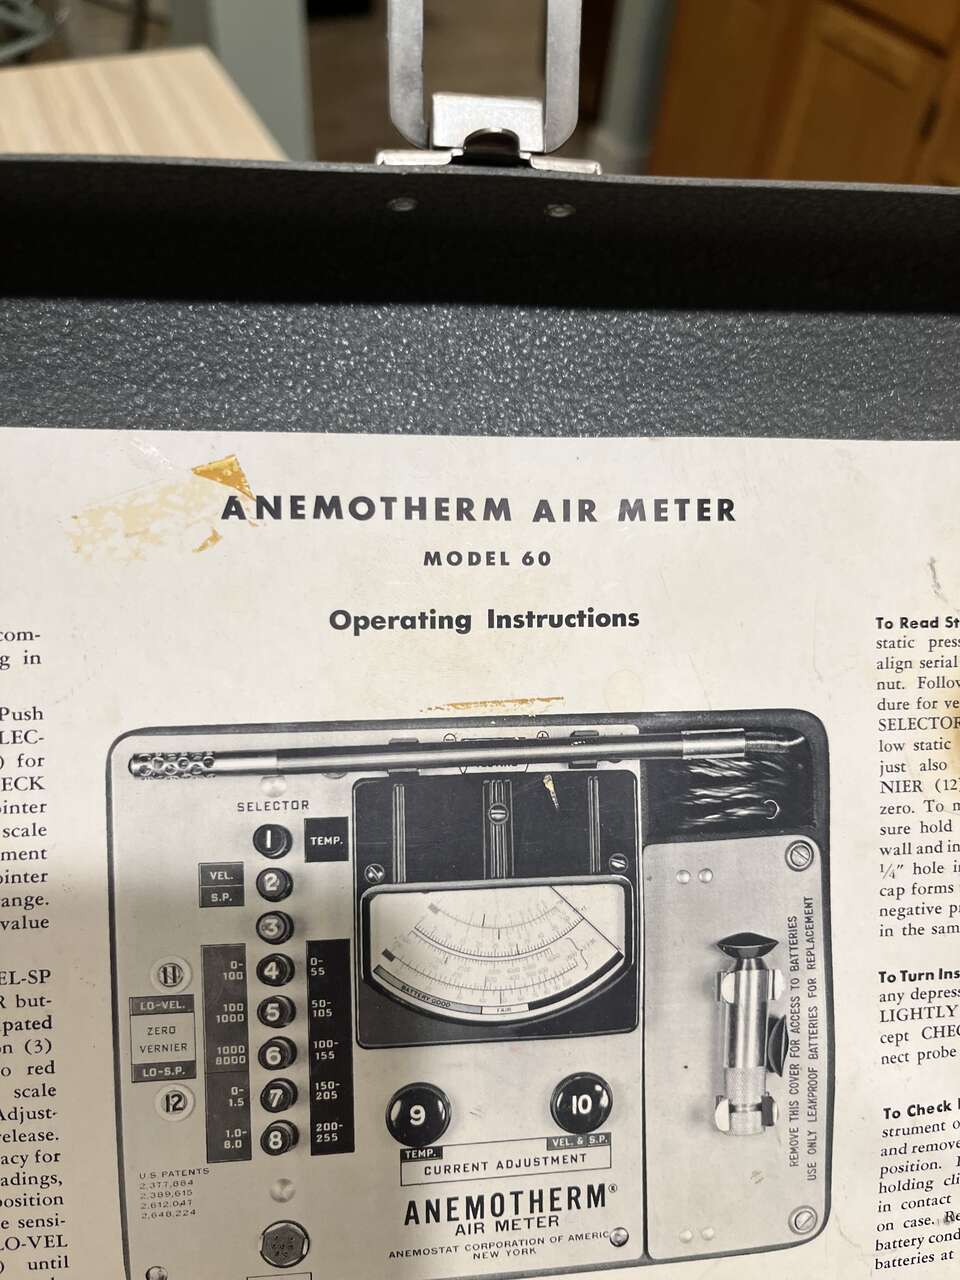 ANEMOTHERM AIR METER
MODEL 60
Operating Instructions
com-
g in
Push
LEC-
) for
ECK
ointer
scale
ment
ointer
ange.
value
EL-SP
R but-
ipated
on (3)
o red
scale
Adjust-
release.
acy for
adings,
osition
e sensi-
LO-VEL
) until
SELECTOR
1
TEMP.
VEL.
S.P.
2
3
4
0-
100
0-
55
11
LO-VEL.
ZERO
VERNIER
LO-S.P.
12
5
100
1000
50-
105
6
1000
8000
100-
155
7
0-
1.5
150-
205
8
1.0-
8.0
200-
255
BATTERY GOOD
FAIR
9
10
TEMP.
VEL. & S.P.
CURRENT ADJUSTMENT
U.S. PATENTS
2,377,884
2,389,615
2,612,047
2,648,224
ANEMOTHERM®
AIR METER
ANEMOSTAT CORPORATION OF AMERIC
NEW YORK
REMOVE THIS COVER FOR ACCESS TO BATTERIES
USE ONLY LEAKPROOF BATTERIES FOR REPLACEMENT
To Read St
static press
align serial
nut. Follow
dure for ve
SELECTOR
low static
just also
NIER (12)
zero. To m
sure hold
wall and in
¼" hole i
cap forms
negative p
in the sam
To Turn Ins
any depres
LIGHTLY
cept CHEC
nect probe
To Check
strument o
and remove
position. I
holding cli
in contact
on case. Re
battery cond
batteries at